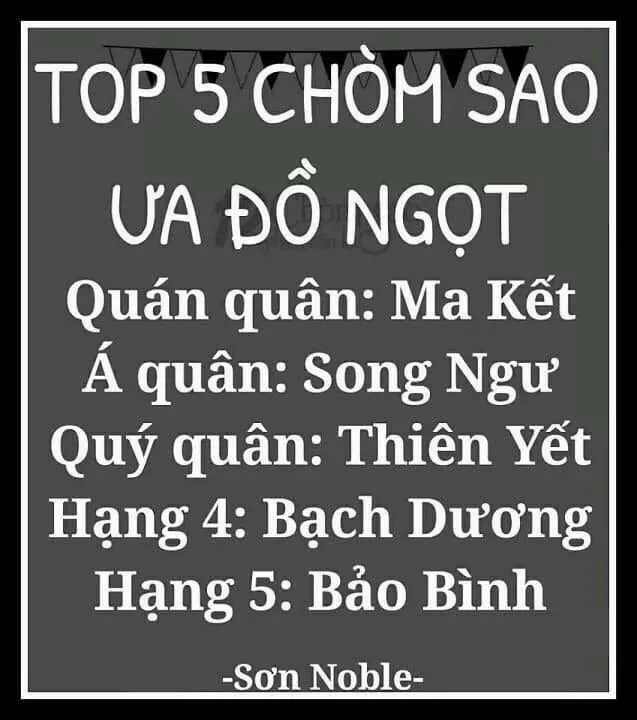 TOP 5 CHÒM SAO
ƯA ĐỒ NGỌT
Quán quân: Ma Kết
Á quân: Song Ngư
Quý quân: Thiên Yết
Hạng 4: Bạch Dương
Hạng 5: Bảo Bình
-Sơn Noble-